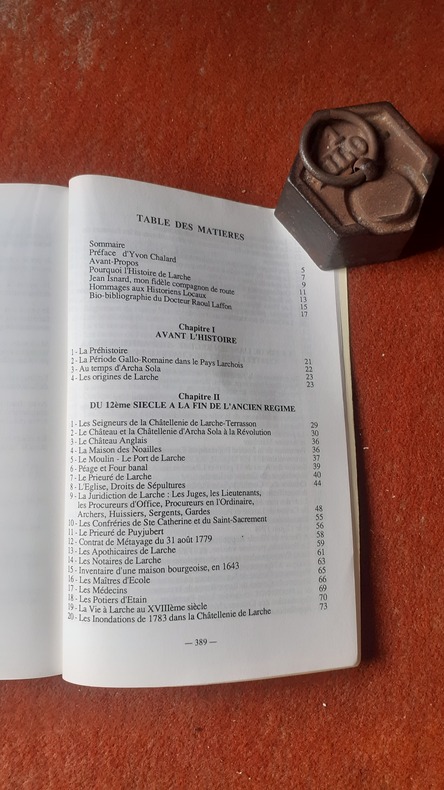 TABLE DES MATIERES
Sommaire 5
Préface d'Yvon Chalard 7
Avant-Propos 9
Pourquoi l'Histoire de Larche 11
Jean Isnard, mon fidèle compagnon de route 13
Hommages aux Historiens Locaux 15
Bio-bibliographie du Docteur Raoul Laffon 17
Chapitre I
AVANT L'HISTOIRE
1- La Préhistoire 21
2- La Période Gallo-Romaine dans le Pays Larchois 22
3- Au temps d'Archa Sola 23
4- Les origines de Larche 23
Chapitre II
DU 12ème SIECLE A LA FIN DE L'ANCIEN REGIME
1- Les Seigneurs de la Châtellenie de Larche-Terrasson 29
2- Le Château et la Châtellenie d'Archa Sola à la Révolution 30
3- Le Château Anglais 36
4- La Maison des Noailles 36
5- Le Moulin - Le Port de Larche 37
6- Péage et Four banal 39
7- Le Prieuré de Larche 40
8- L'Eglise, Droits de Sépultures 44
9- La Juridiction de Larche : Les Juges, les Lieutenants,
les Procureurs d'Office, Procureurs en l'Ordinaire,
Archers, Huissiers, Sergents, Gardes 48
10- Les Confréries de Ste Catherine et du Saint-Sacrement 55
11- Le Prieuré de Puyjubert 56
12- Contrat de Métayage du 31 août 1779 58
13- Les Apothicaires de Larche 59
14- Les Notaires de Larche 61
15- Inventaire d'une maison bourgeoise, en 1643 63
16- Les Maîtres d'Ecole 65
17- Les Médecins 66
18- Les Potiers d'Etain 69
19- La Vie à Larche au XVIIIème siècle 70
20- Les Inondations de 1783 dans la Châtellenie de Larche 73
— 389 —